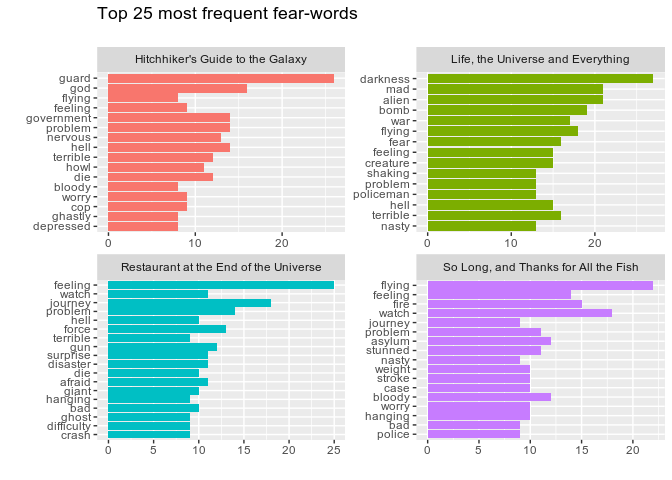 Top 25 most frequent fear-words
Hitchhiker's Guide to the Galaxy
guard
god
flying
feeling
government
problem
nervous
hell
terrible
howl
die
bloody
worry
cop
ghastly
depressed
0 10 20
Life, the Universe and Everything
darkness
mad
alien
bomb
war
flying
fear
feeling
creature
shaking
problem
policeman
hell
terrible
nasty
0 10 20
Restaurant at the End of the Universe
feeling
watch
journey
problem
hell
force
terrible
gun
surprise
disaster
die
afraid
giant
hanging
bad
ghost
difficulty
crash
0 5 10 15 20 25
So Long, and Thanks for All the Fish
flying
feeling
fire
watch
journey
problem
asylum
stunned
nasty
weight
stroke
case
bloody
worry
hanging
bad
police
0 5 10 15 20